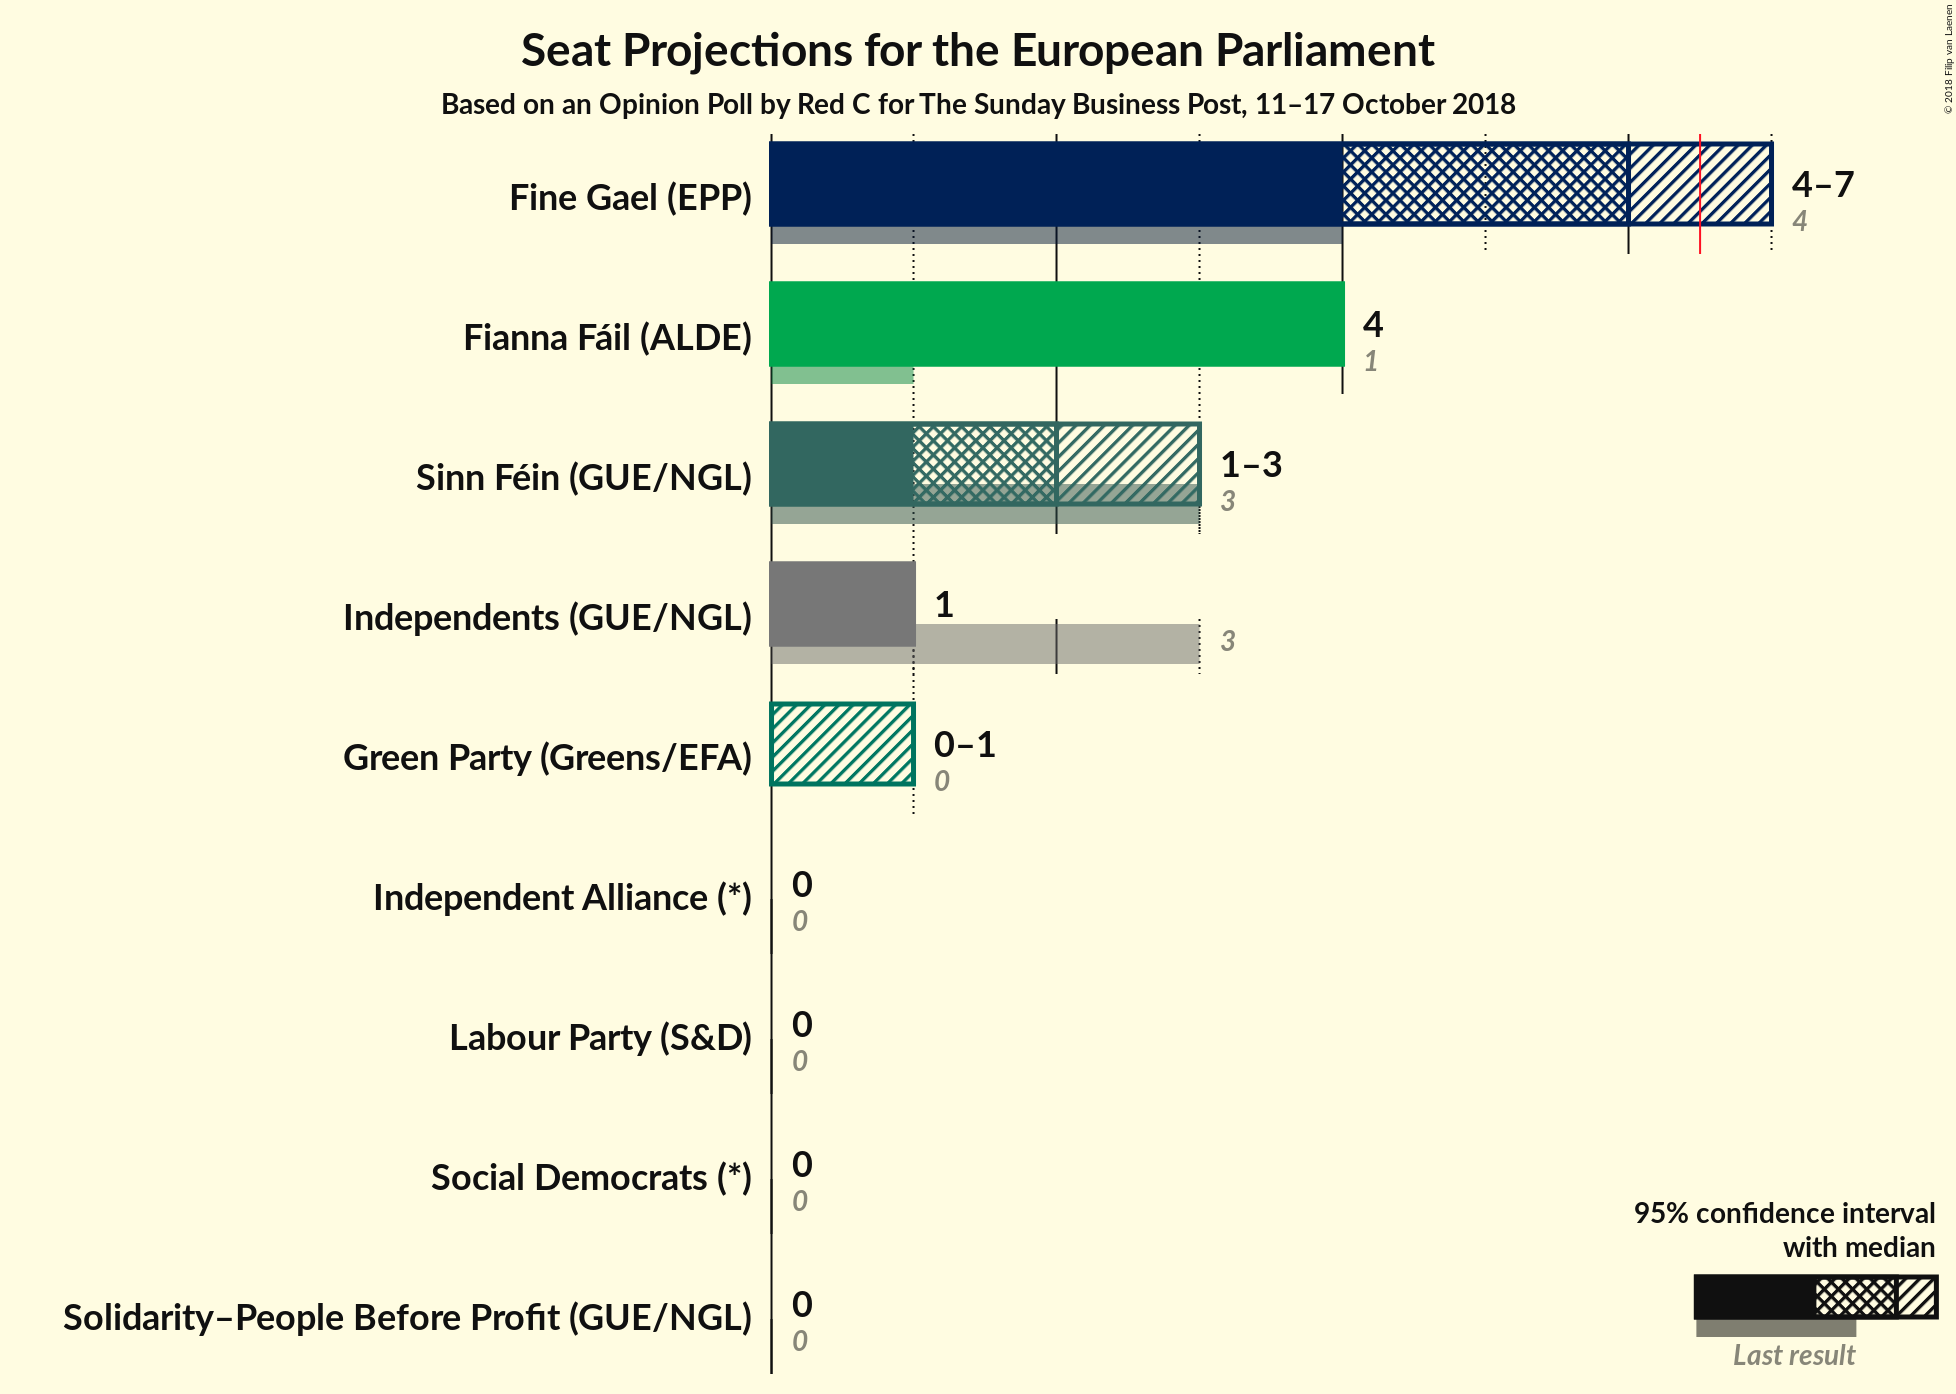 Seat Projections for the European Parliament
Based on an Opinion Poll by Red C for The Sunday Business Post, 11–17 October 2018
© 2018 Filip van Laenen
Fine Gael (EPP)
4–7
4
Fianna Fáil (ALDE)
4
1
Sinn Féin (GUE/NGL)
1–3
3
Independents (GUE/NGL)
1
3
Green Party (Greens/EFA)
0–1
0
Independent Alliance (*)
0
0
Labour Party (S&D)
0
0
Social Democrats (*)
0
0
Solidarity–People Before Profit (GUE/NGL)
0
0
95% confidence interval
with median
Last result